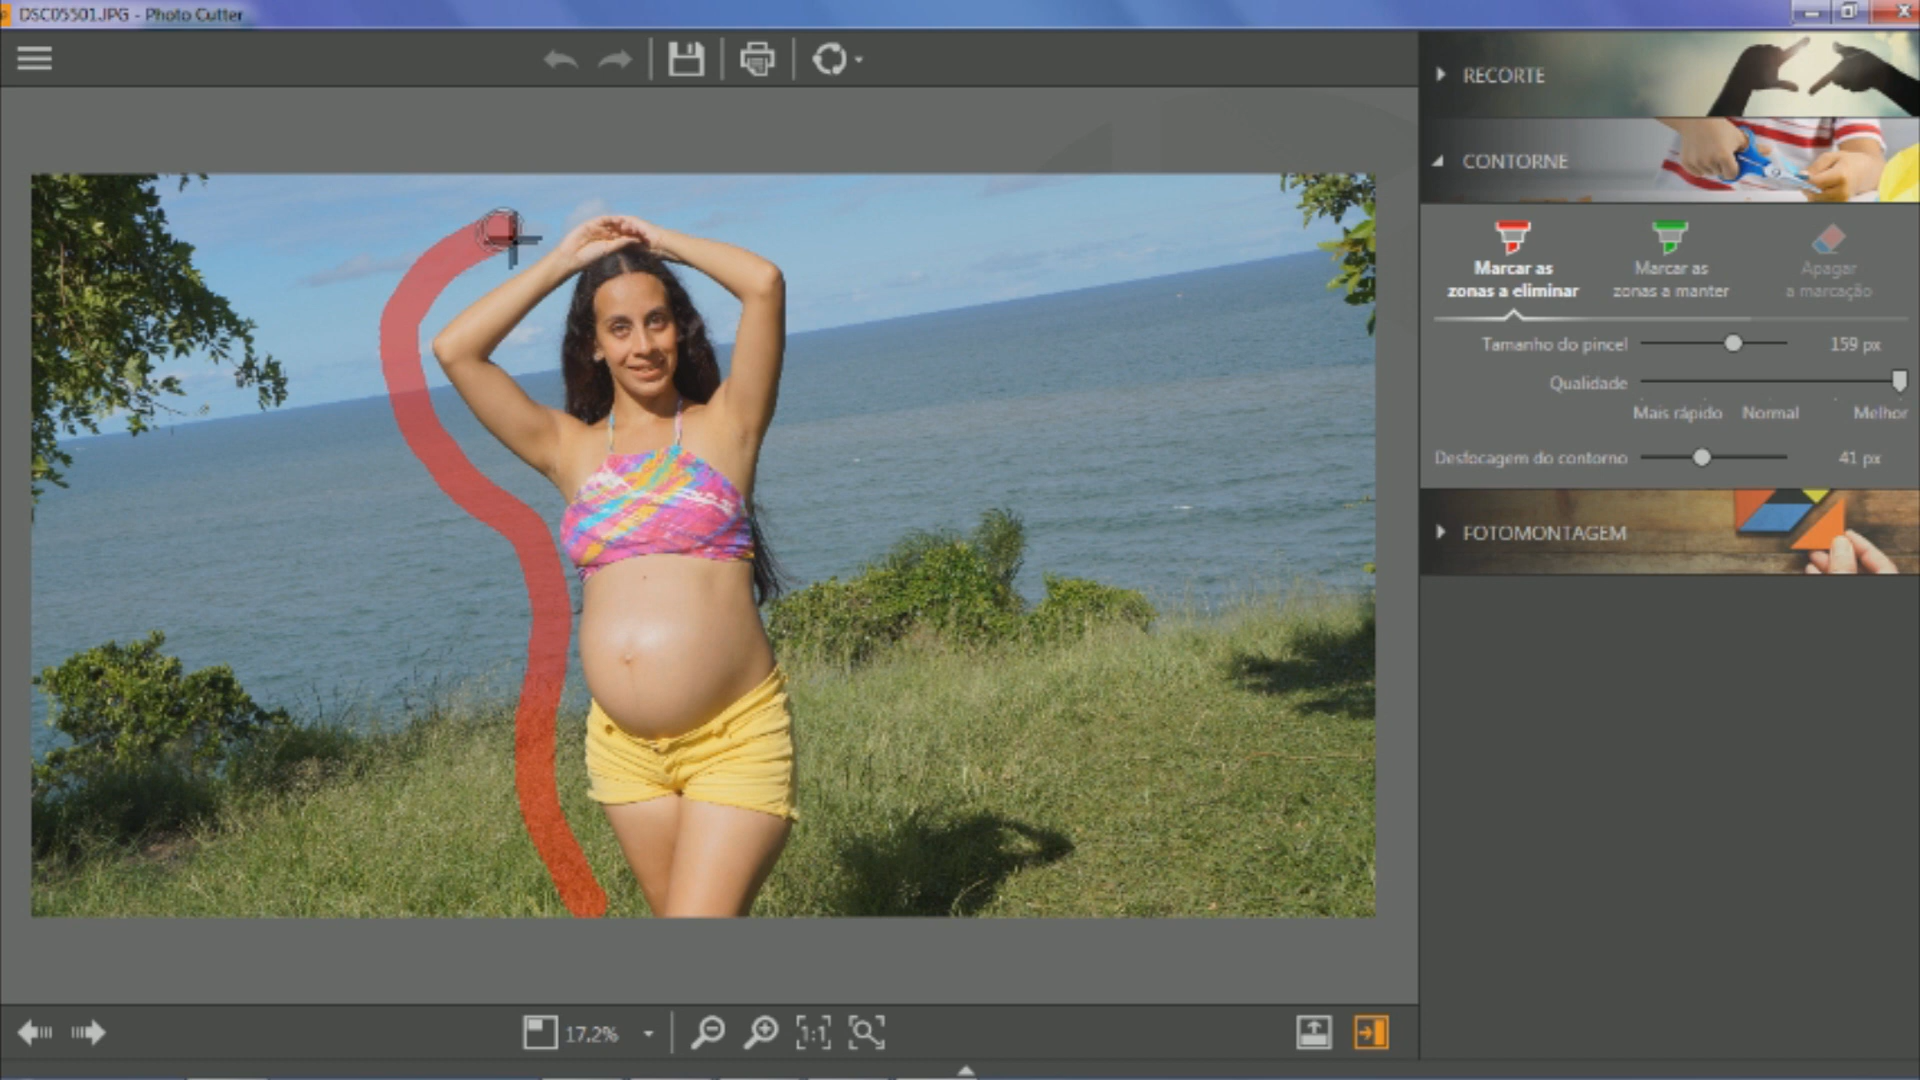 DSC05501.JPG - Photo Cutter
RECORTE
CONTORNE
Marcar as
zonas a eliminar
Marcar as
zonas a manter
Apagar
a marcação
Tamanho do pincel
159 px
Qualidade
Mais rápido Normal Melhor
Desfocagem do contorno
41 px
FOTOMONTAGEM
17.2%
1:1